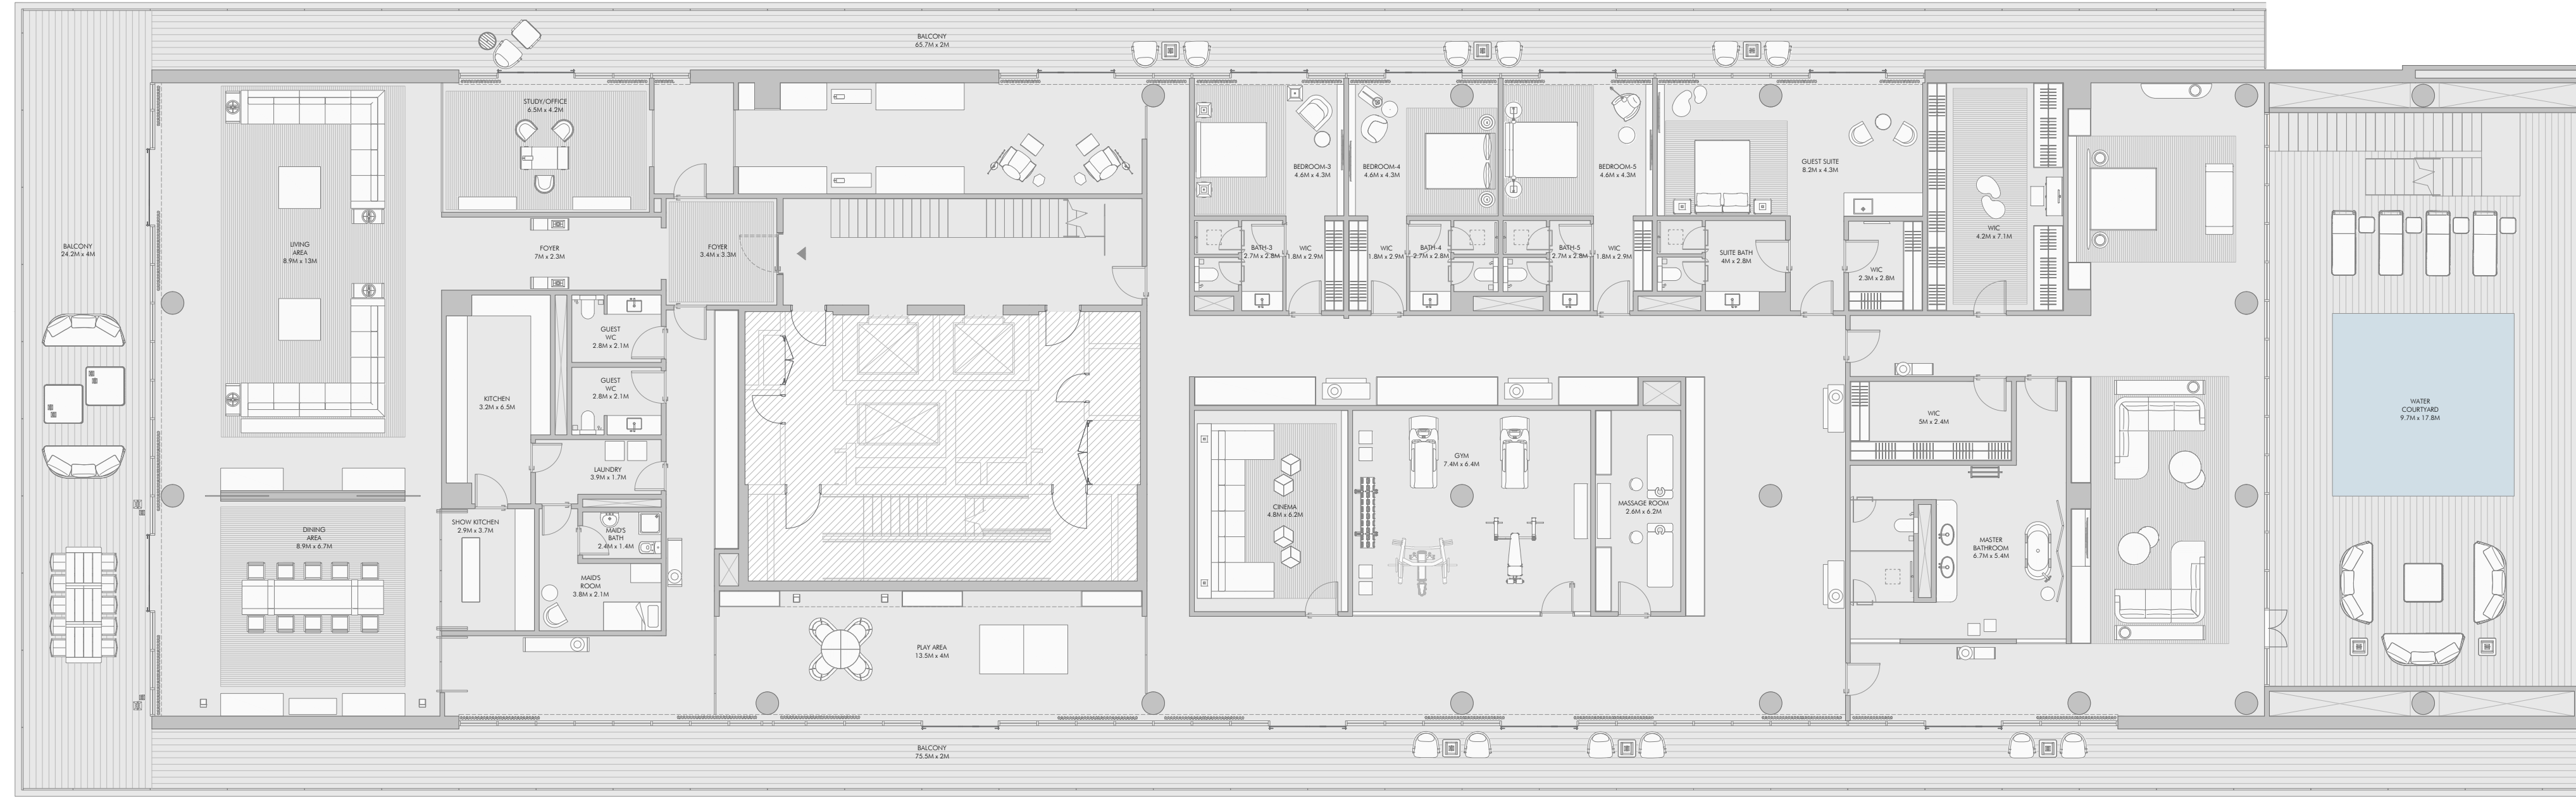 BALCONY
65.7M x 2M
STUDY/OFFICE
6.5M x 4.2M
BEDROOM-3
4.6M x 4.3M
BEDROOM-4
4.6M x 4.3M
BEDROOM-5
4.6M x 4.3M
GUEST SUITE
8.2M x 4.3M
WIC
4.2M x 7.1M
BALCONY
24.2M x 4M
LIVING
AREA
8.9M x 13M
FOYER
7M x 2.3M
FOYER
3.4M x 3.3M
BATH-3
2.7M x 2.8M
WIC
1.8M x 2.9M
WIC
1.8M x 2.9M
BATH-4
2.7M x 2.8M
BATH-5
2.7M x 2.8M
WIC
1.8M x 2.9M
SUITE BATH
4M x 2.8M
WIC
2.3M x 2.8M
GUEST
WC
2.8M x 2.1M
GUEST
WC
2.8M x 2.1M
KITCHEN
3.2M x 6.5M
WIC
5M x 2.4M
WATER
COURTYARD
9.7M x 17.8M
LAUNDRY
3.9M x 1.7M
GYM
7.4M x 6.4M
CINEMA
4.8M x 6.2M
MASSAGE ROOM
2.6M x 6.2M
DINING
AREA
8.9M x 6.7M
SHOW KITCHEN
2.9M x 3.7M
MAID'S
BATH
2.4M x 1.4M
MAID'S
ROOM
3.8M x 2.1M
MASTER
BATHROOM
6.7M x 5.4M
PLAY AREA
13.5M x 4M
BALCONY
75.5M x 2M